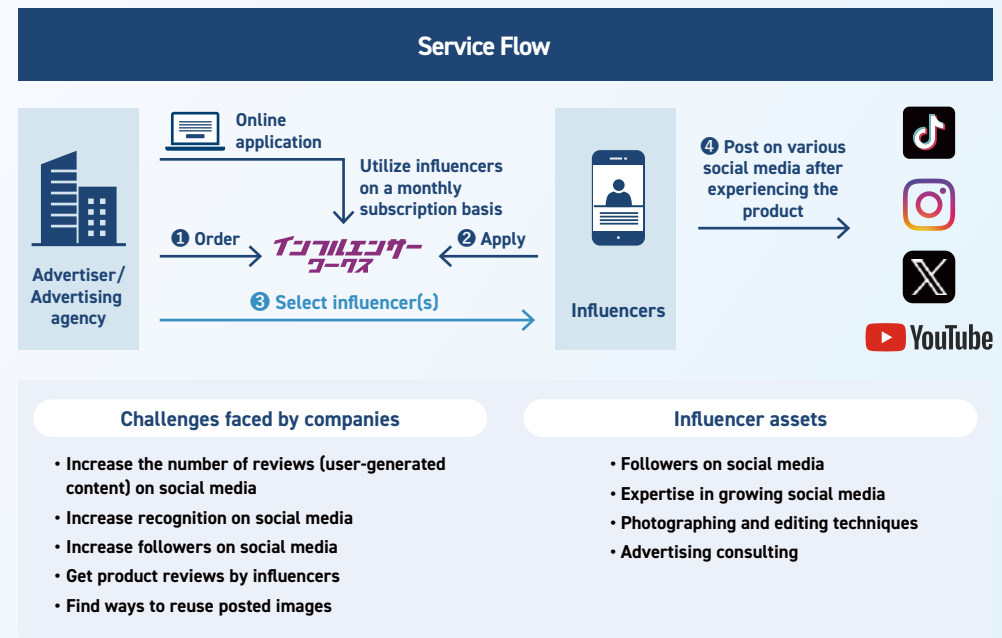 Service Flow
Online
application
Utilize influencers
on a monthly
subscription basis
❶ Order
インフルエンサー
ワークス
❷ Apply
❸ Select influencer(s)
Advertiser/
Advertising
agency
Influencers
❹ Post on various
social media after
experiencing the
product
YouTube
Challenges faced by companies
• Increase the number of reviews (user-generated
content) on social media
• Increase recognition on social media
• Increase followers on social media
• Get product reviews by influencers
• Find ways to reuse posted images
Influencer assets
• Followers on social media
• Expertise in growing social media
• Photographing and editing techniques
• Advertising consulting